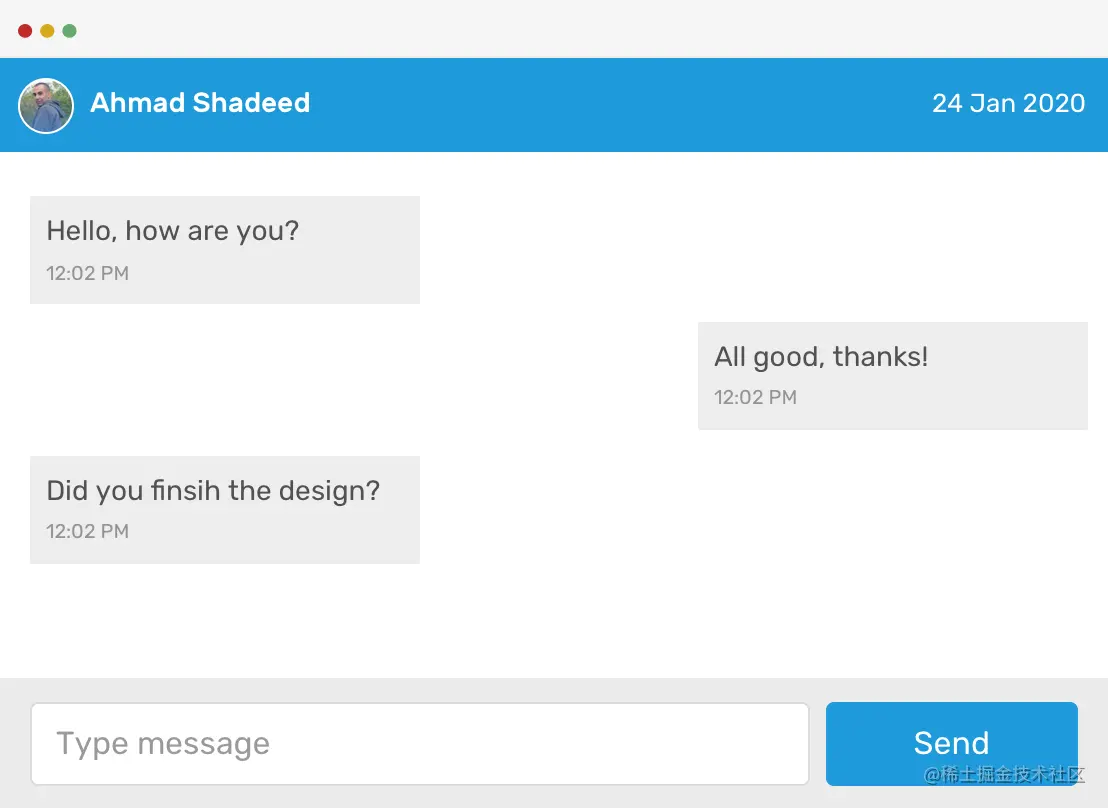 Ahmad Shadeed
24 Jan 2020
Hello, how are you?
12:02 PM
All good, thanks!
12:02 PM
Did you finsih the design?
12:02 PM
Type message
Send
@稀土掘金技术社区